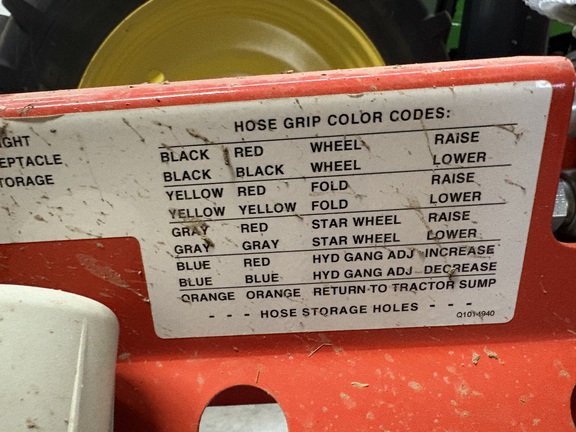 IGHT
EPTACLE
TORAGE
HOSE GRIP COLOR CODES:
BLACK RED WHEEL RAISE
BLACK BLACK WHEEL LOWER
YELLOW RED FOLD RAISE
YELLOW YELLOW FOLD LOWER
GRAY RED STAR WHEEL RAISE
GRAY GRAY STAR WHEEL LOWER
BLUE RED HYD GANG ADJ INCREASE
BLUE BLUE HYD GANG ADJ DECREASE
ORANGE ORANGE RETURN TO TRACTOR SUMP
- - - HOSE STORAGE HOLES - - -
Q1014940